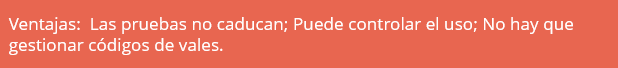 Ventajas:  Las pruebas no caducan; Puede controlar el uso; No hay que
gestionar códigos de vales.